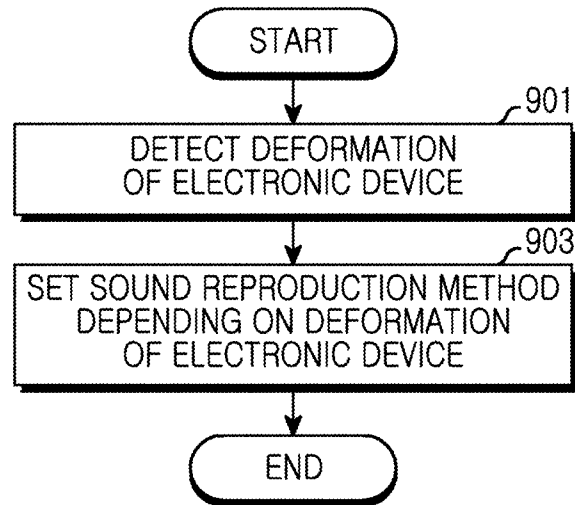 START
901
DETECT DEFORMATION
OF ELECTRONIC DEVICE
903
SET SOUND REPRODUCTION METHOD
DEPENDING ON DEFORMATION
OF ELECTRONIC DEVICE
END